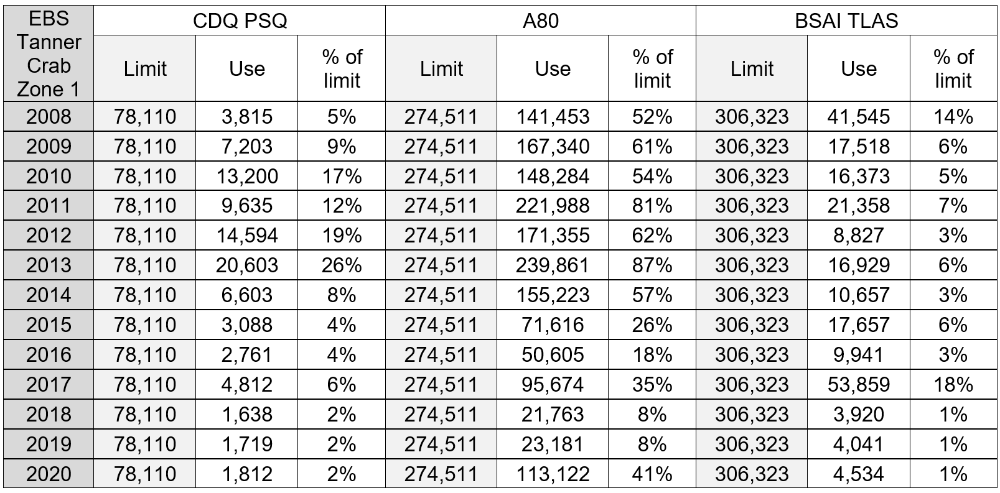 EBS Tanner Crab Zone 1 CDQ PSQ A80 BSAI TLAS
Limit Use % of limit Limit Use % of limit Limit Use % of limit
2008 78,110 3,815 5% 274,511 141,453 52% 306,323 41,545 14%
2009 78,110 7,203 9% 274,511 167,340 61% 306,323 17,518 6%
2010 78,110 13,200 17% 274,511 148,284 54% 306,323 16,373 5%
2011 78,110 9,635 12% 274,511 221,988 81% 306,323 21,358 7%
2012 78,110 14,594 19% 274,511 171,355 62% 306,323 8,827 3%
2013 78,110 20,603 26% 274,511 239,861 87% 306,323 16,929 6%
2014 78,110 6,603 8% 274,511 155,223 57% 306,323 10,657 3%
2015 78,110 3,088 4% 274,511 71,616 26% 306,323 17,657 6%
2016 78,110 2,761 4% 274,511 50,605 18% 306,323 9,941 3%
2017 78,110 4,812 6% 274,511 95,674 35% 306,323 53,859 18%
2018 78,110 1,638 2% 274,511 21,763 8% 306,323 3,920 1%
2019 78,110 1,719 2% 274,511 23,181 8% 306,323 4,041 1%
2020 78,110 1,812 2% 274,511 113,122 41% 306,323 4,534 1%